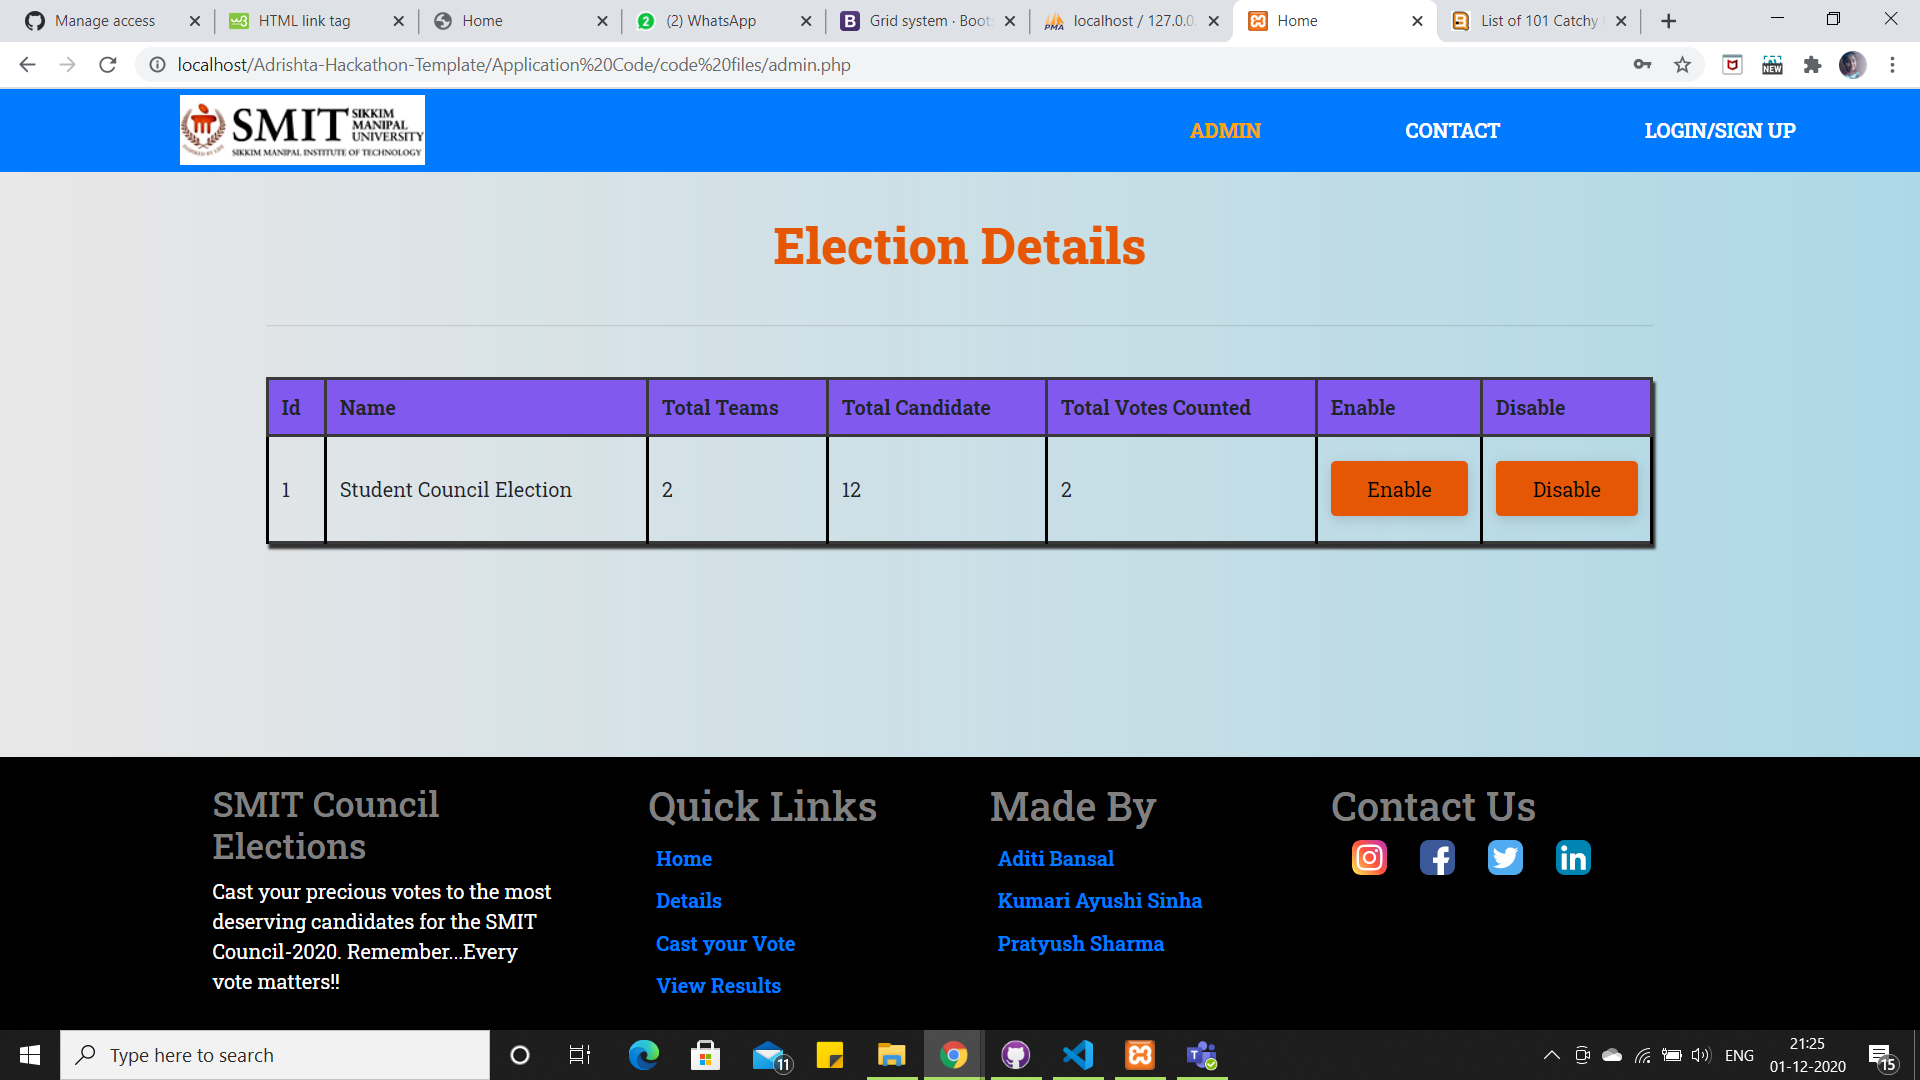 Manage access
HTML link tag
Home
(2) WhatsApp
Grid system · Boot
localhost / 127.0.0
Home
List of 101 Catchy
localhost/Adrishta-Hackathon-Template/Application%20Code/code%20files/admin.php
NEW
SMIT SIKKIM MANIPAL UNIVERSITY
SIKKIM MANIPAL INSTITUTE OF TECHNOLOGY
ADMIN
CONTACT
LOGIN/SIGN UP
Election Details
Id Name Total Teams Total Candidate Total Votes Counted Enable Disable
1 Student Council Election 2 12 2 Enable Disable
SMIT Council
Elections
Cast your precious votes to the most
deserving candidates for the SMIT
Council-2020. Remember...Every
vote matters!!
Quick Links
Home
Details
Cast your Vote
View Results
Made By
Aditi Bansal
Kumari Ayushi Sinha
Pratyush Sharma
Contact Us
Type here to search
11
ENG
21:25
01-12-2020
15